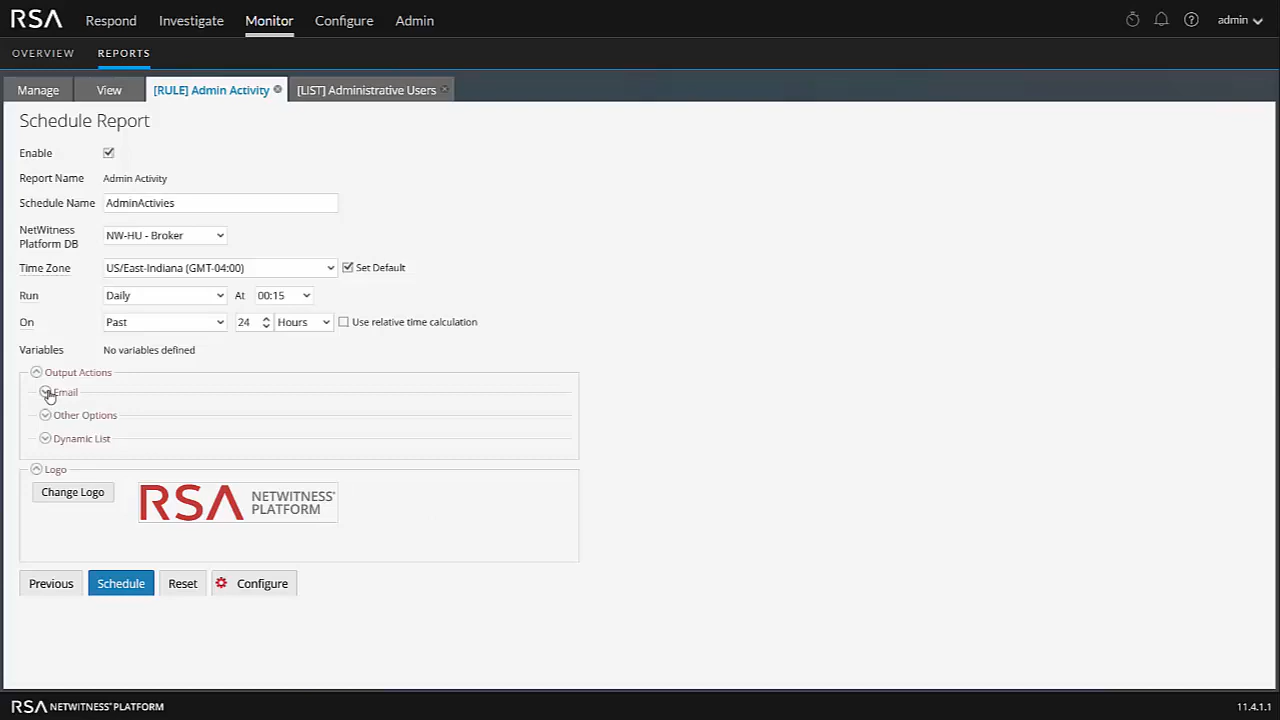 RSA Respond Investigate Monitor Configure Admin admin
OVERVIEW REPORTS
Manage View [RULE] Admin Activity [LIST] Administrative Users
Schedule Report
Enable
Report Name Admin Activity
Schedule Name AdminActivies
NetWitness
Platform DB NW-HU - Broker
Time Zone US/East-Indiana (GMT-04:00) Set Default
Run Daily At 00:15
On Past 24 Hours Use relative time calculation
Variables No variables defined
Output Actions
Email
Other Options
Dynamic List
Logo
Change Logo RSA NETWITNESS®
PLATFORM
Previous Schedule Reset Configure
RSA NETWITNESS® PLATFORM 11.4.1.1